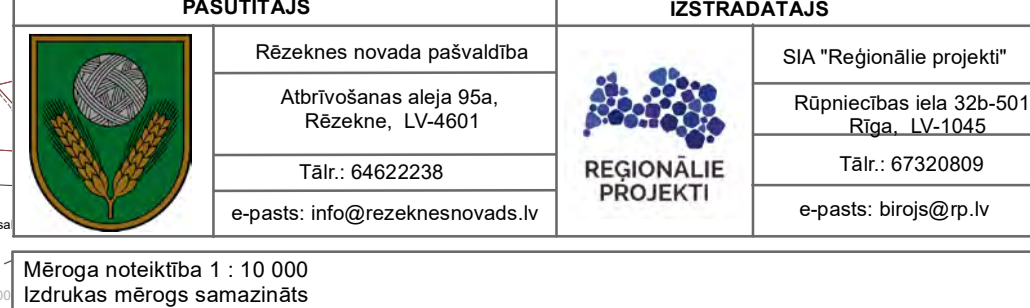 PASŪTĪTĀJS
IZSTRĀDĀTĀJS
Rēzeknes novada pašvaldība
Atbrīvošanas aleja 95a,
Rēzekne, LV-4601
Tālr.: 64622238
e-pasts: info@rezeknesnovads.lv
REĢIONĀLIE
PROJEKTI
SIA "Reģionālie projekti"
Rūpniecības iela 32b-501
Rīga, LV-1045
Tālr.: 67320809
e-pasts: birojs@rp.lv
Mēroga noteiktība 1 : 10 000
Izdrukas mērogs samazināts